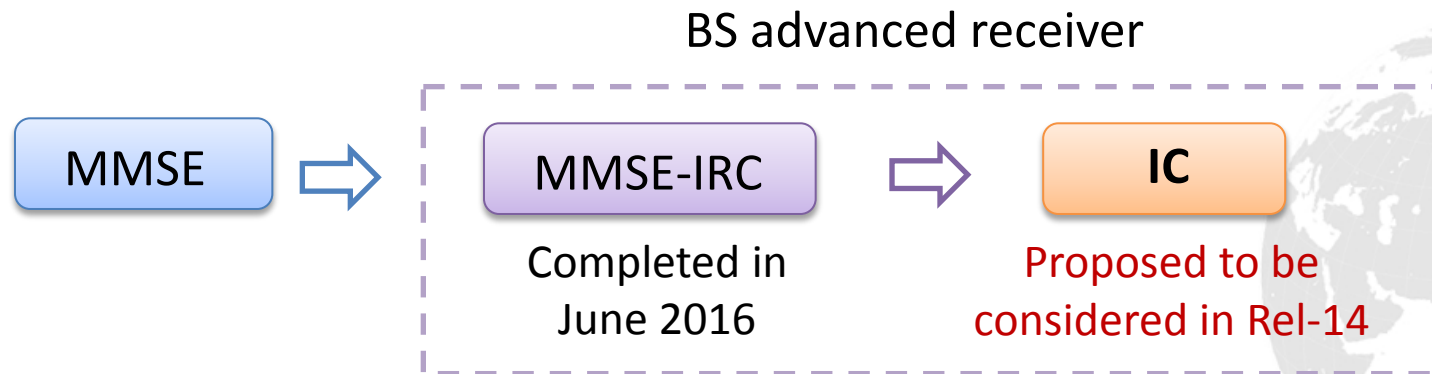 BS advanced receiver
MMSE
MMSE-IRC
IC
Completed in
June 2016
Proposed to be
considered in Rel-14